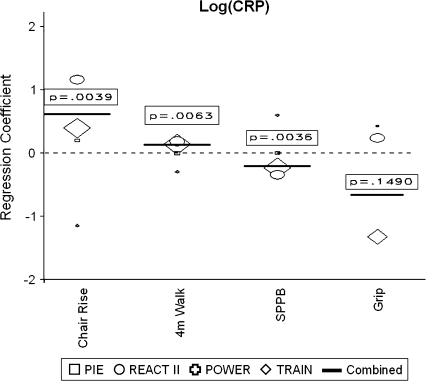 Log(CRP)
Regression Coefficient
2
1
0
-1
-2
p=.0039
p=.0063
p=.0036
p=.1490
Chair Rise
4m Walk
SPPB
Grip
PIE REACT II POWER TRAIN Combined